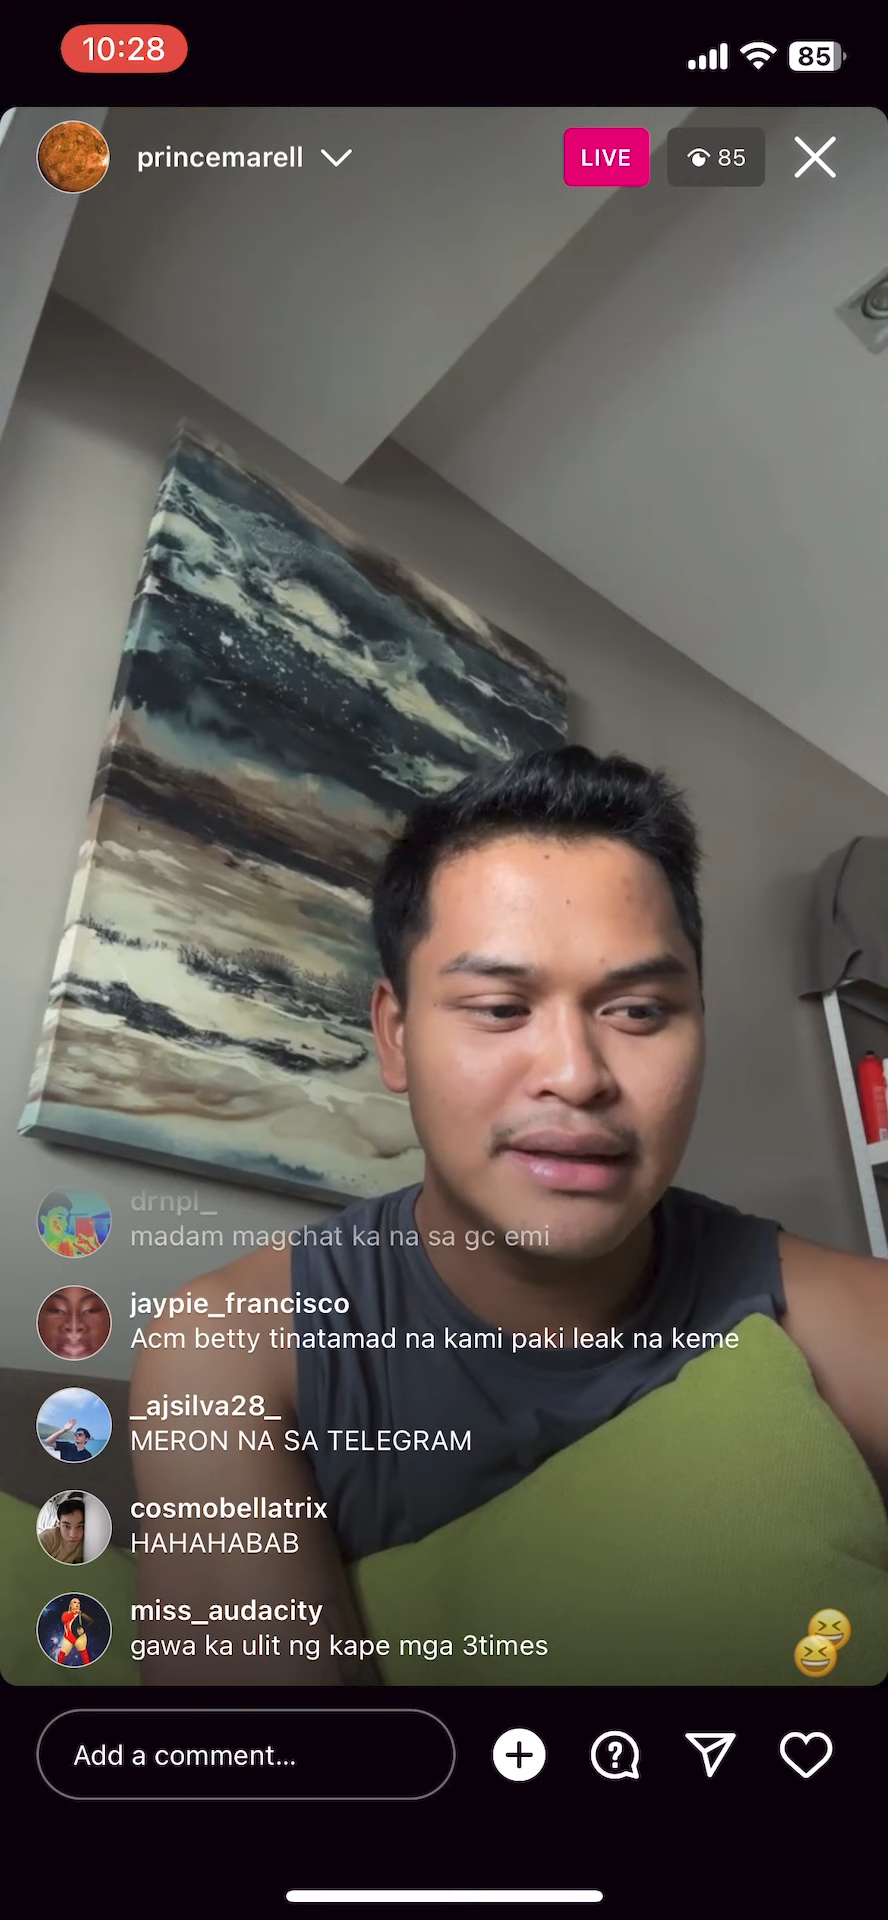 10:28
85
princemarell
LIVE
85
drnpl_
madam magchat ka na sa gc emi
jaypie_francisco
Acm betty tinatamad na kami paki leak na keme
_ajsilva28_
MERON NA SA TELEGRAM
cosmobellatrix
HAHAHABAB
miss_audacity
gawa ka ulit ng kape mga 3times
Add a comment...